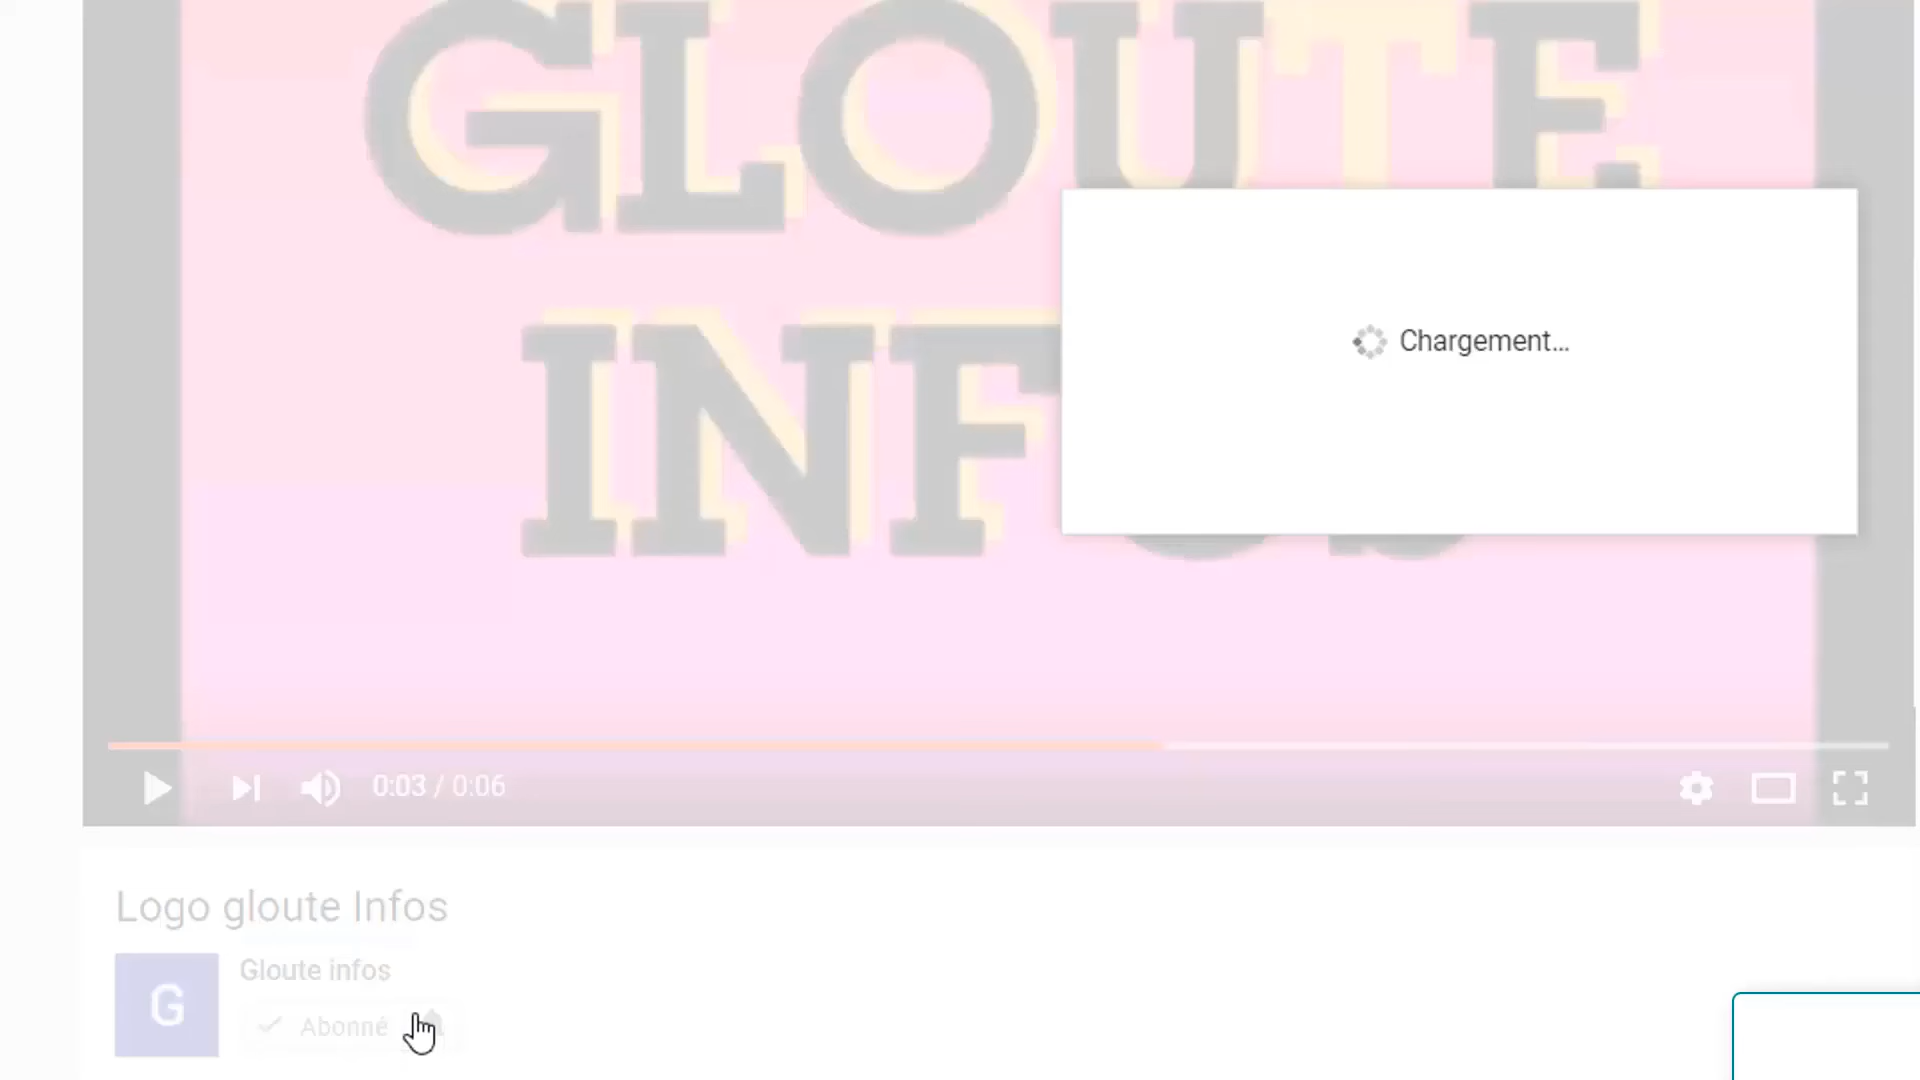 GLOUTE
INF
Chargement...
0:03 / 0:06
Logo gloute Infos
G
Gloute infos
Abonné